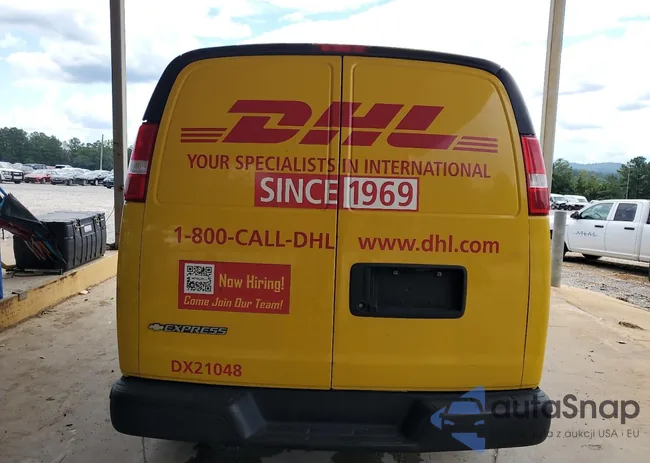 DHL
YOUR SPECIALISTS IN INTERNATIONAL
SINCE 1969
1-800-CALL-DHL www.dhl.com
Now Hiring!
Come Join Our Team!
EXPRESS
DX21048
autoSnap
z aukcji USA i EU